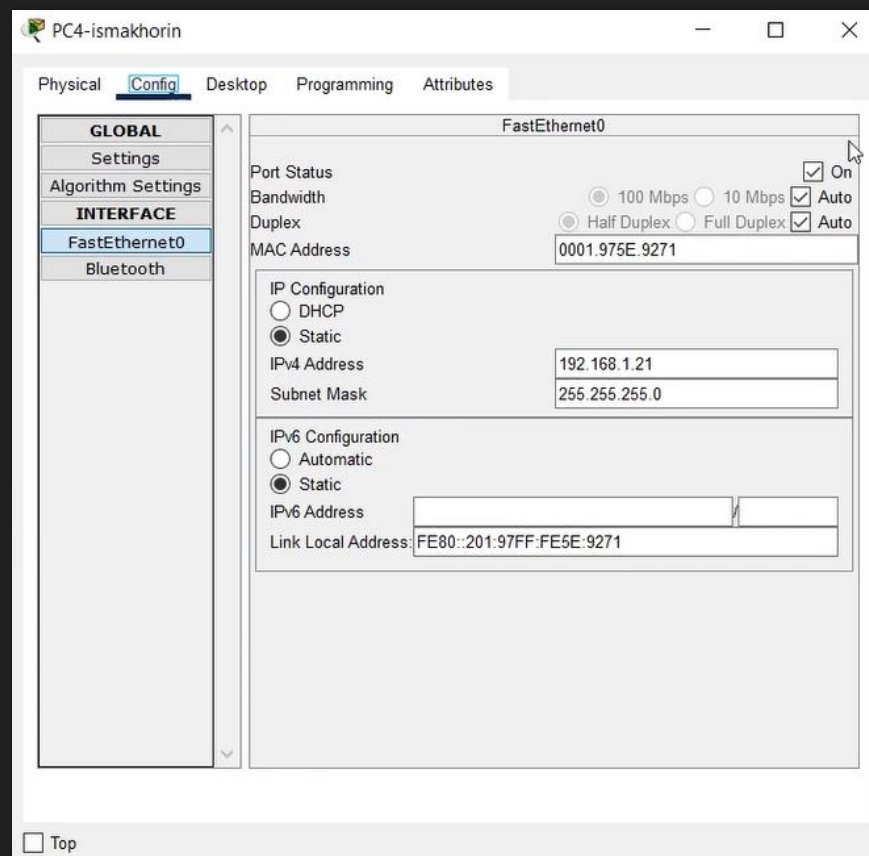 PC4-ismakhorin
Physical Config Desktop Programming Attributes
GLOBAL
Settings
Algorithm Settings
INTERFACE
FastEthernet0
Bluetooth
FastEthernet0
Port Status On
Bandwidth 100 Mbps 10 Mbps Auto
Duplex Half Duplex Full Duplex Auto
MAC Address 0001.975E.9271
IP Configuration
DHCP
Static
IPv4 Address 192.168.1.21
Subnet Mask 255.255.255.0
IPv6 Configuration
Automatic
Static
IPv6 Address /
Link Local Address: FE80::201:97FF:FE5E:9271
Top